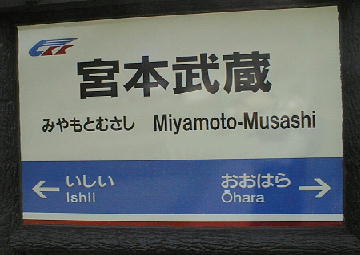 宮本武蔵
みやもとむさし Miyamoto-Musashi
← いしい おおはら →
Ishii Ōhara